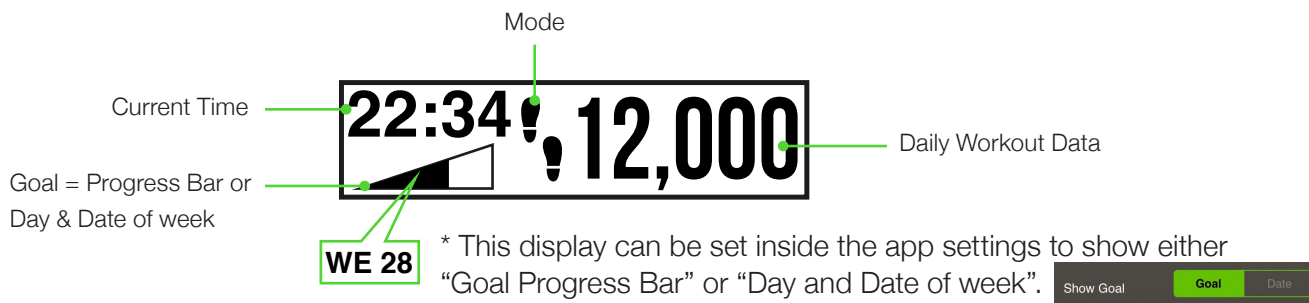 Mode
Current Time
22:34
12,000
Daily Workout Data
Goal = Progress Bar or
Day & Date of week
WE 28
* This display can be set inside the app settings to show either
“Goal Progress Bar” or “Day and Date of week”.
Show Goal Goal Date